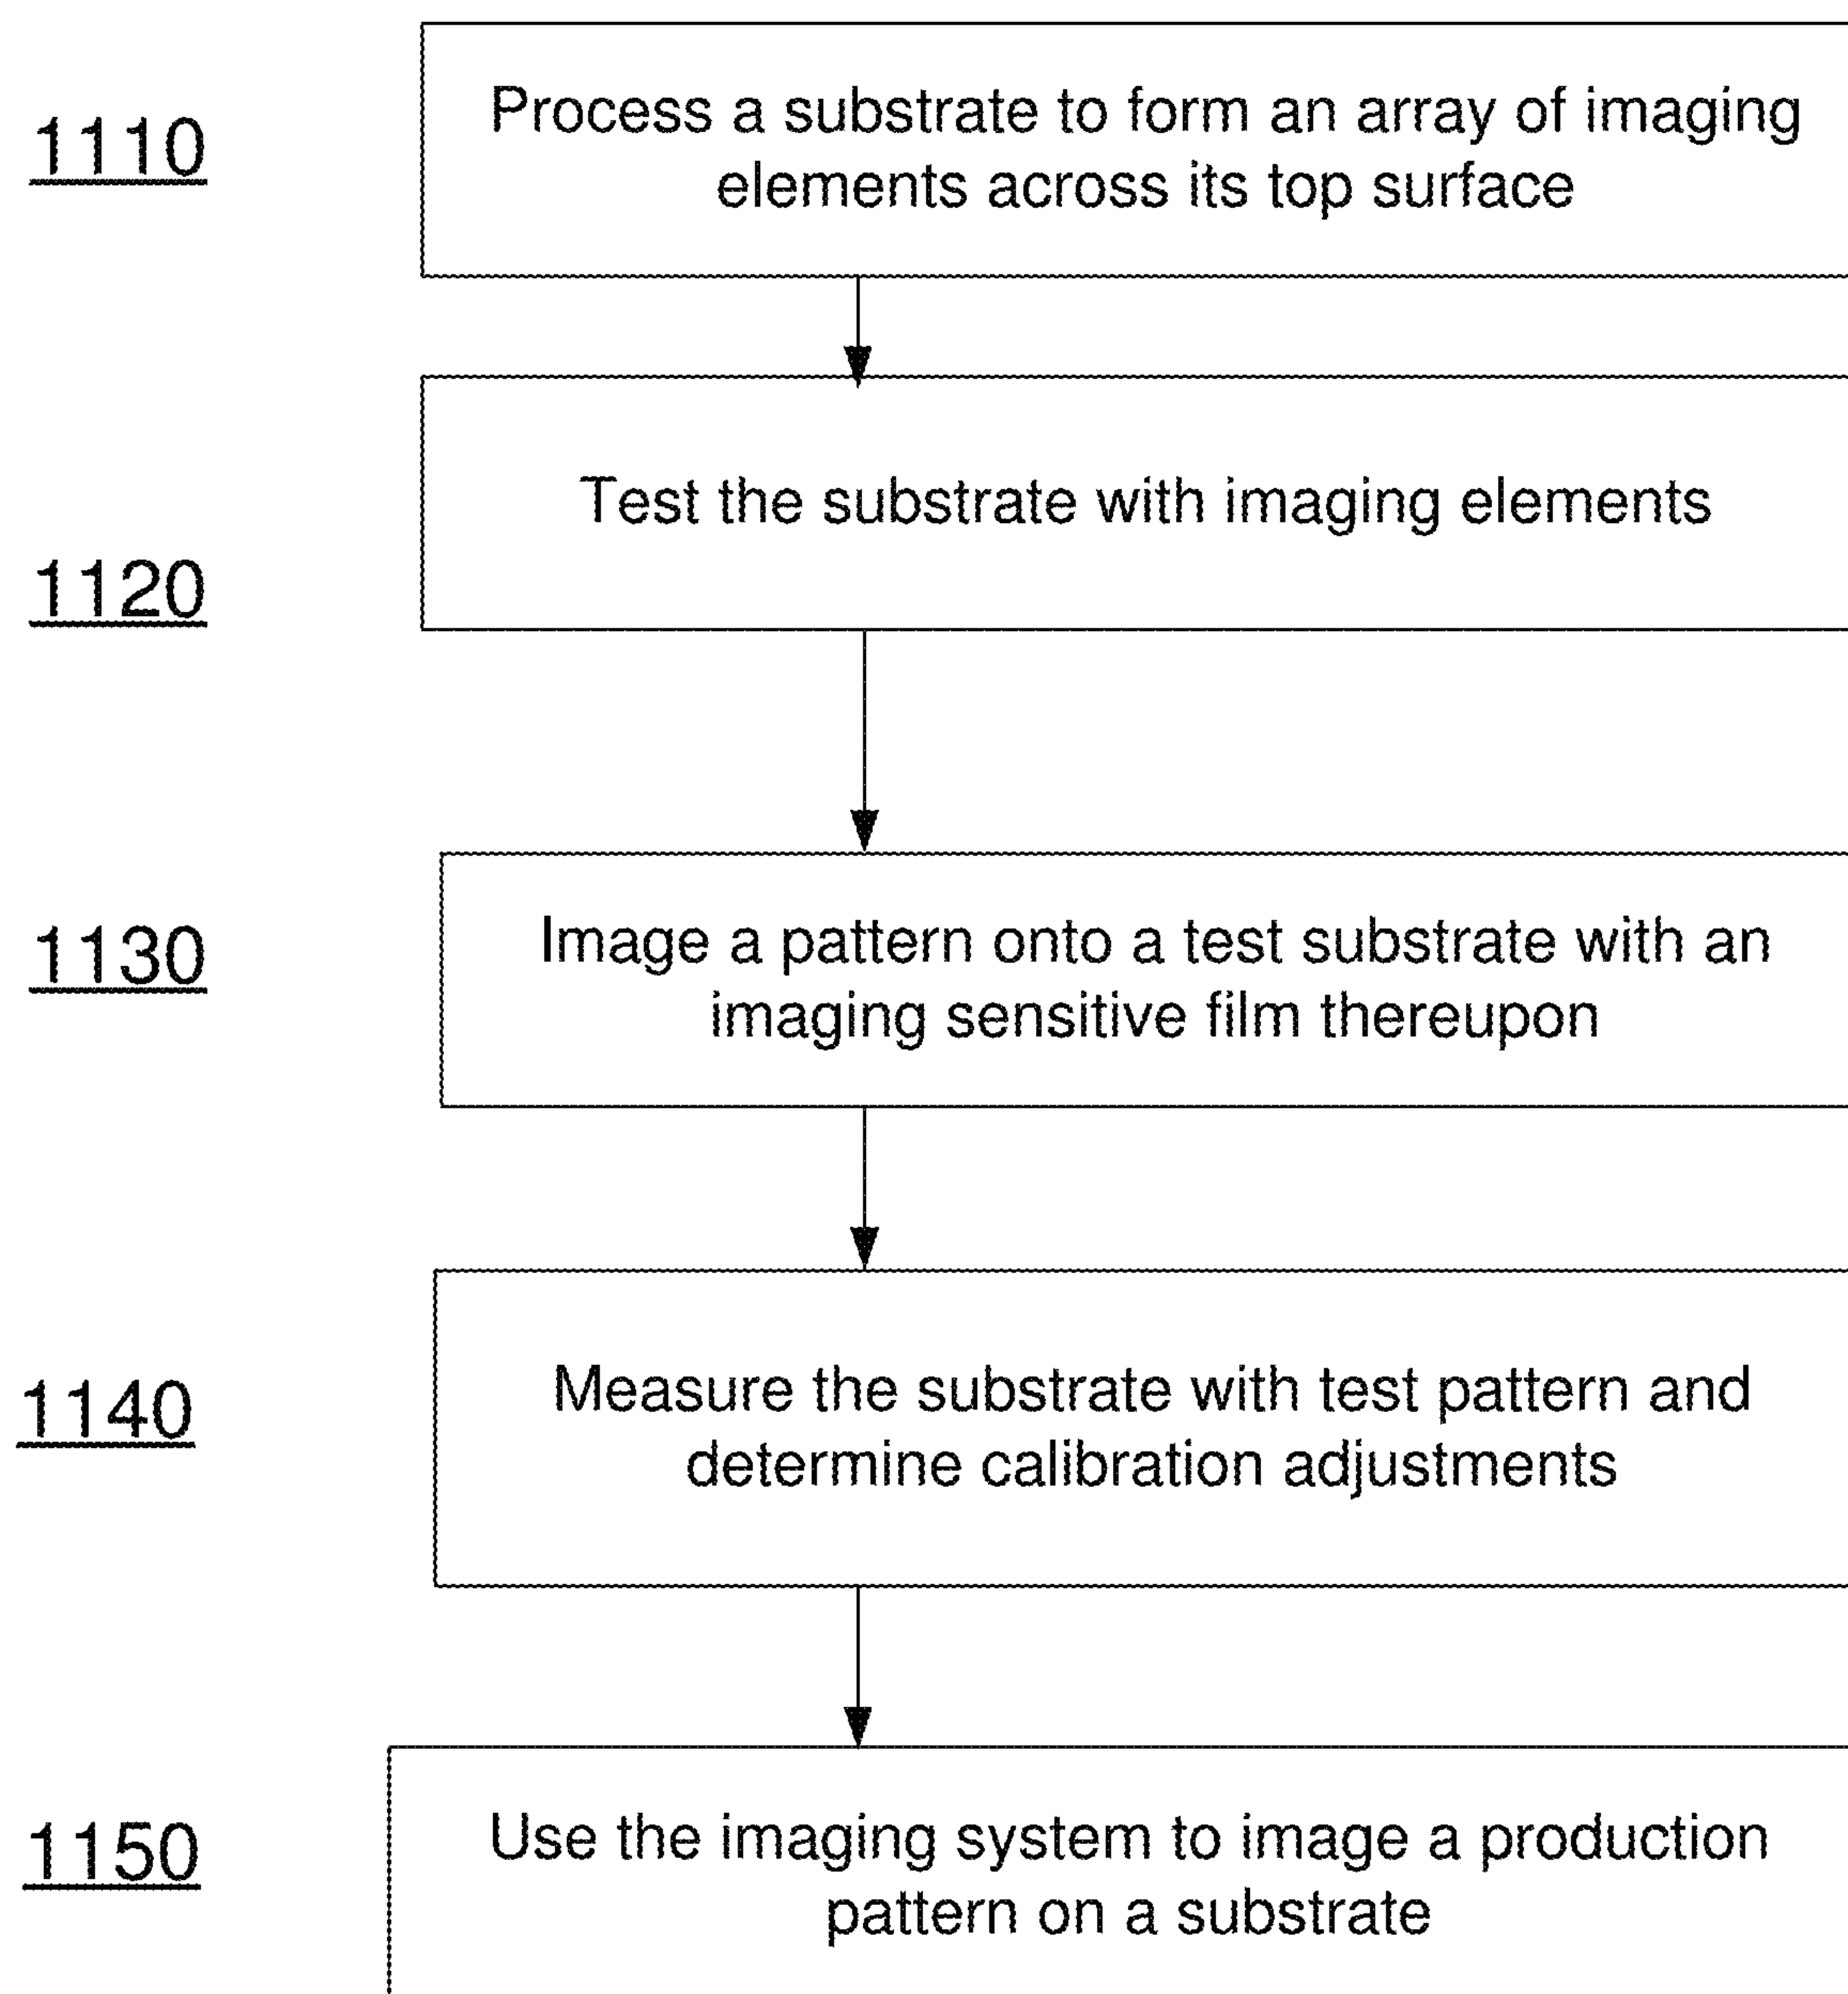 1110
Process a substrate to form an array of imaging
elements across its top surface
Test the substrate with imaging elements
1120
1130
Image a pattern onto a test substrate with an
imaging sensitive film thereupon
1140
Measure the substrate with test pattern and
determine calibration adjustments
1150
Use the imaging system to image a production
pattern on a substrate